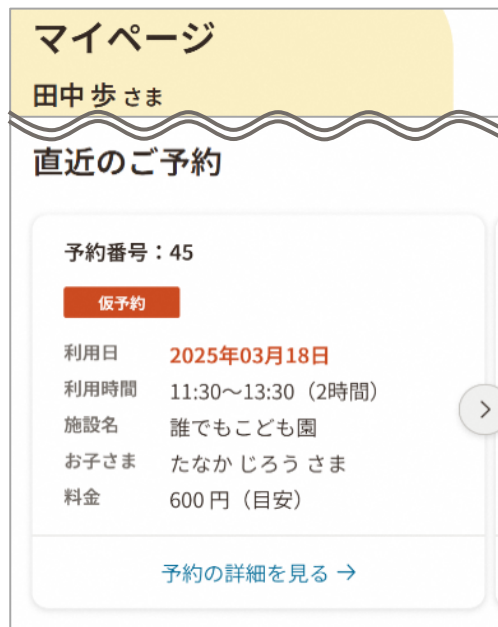 マイページ
田中 歩 さま
直近のご予約
予約番号：45
仮予約
利用日 2025年03月18日
利用時間 11:30～13:30（2時間）
施設名 誰でもこども園
お子さま たなか じろう さま
料金 600 円（目安）
予約の詳細を見る →